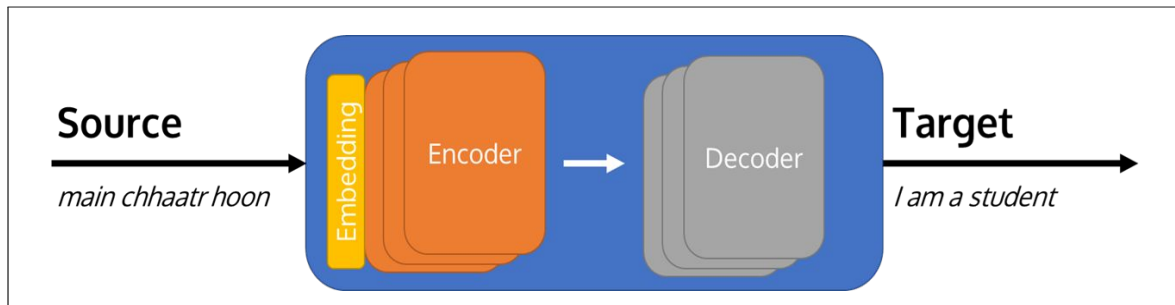 Source
main chhaatr hoon
Embedding
Encoder
Decoder
Target
I am a student